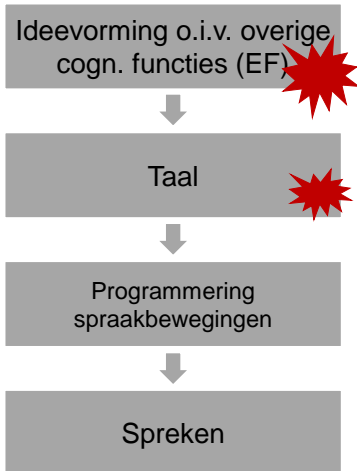 Ideevorming o.i.v. overige
cogn. functies (EF)
Taal
Programmering
spraakbewegingen
Spreken